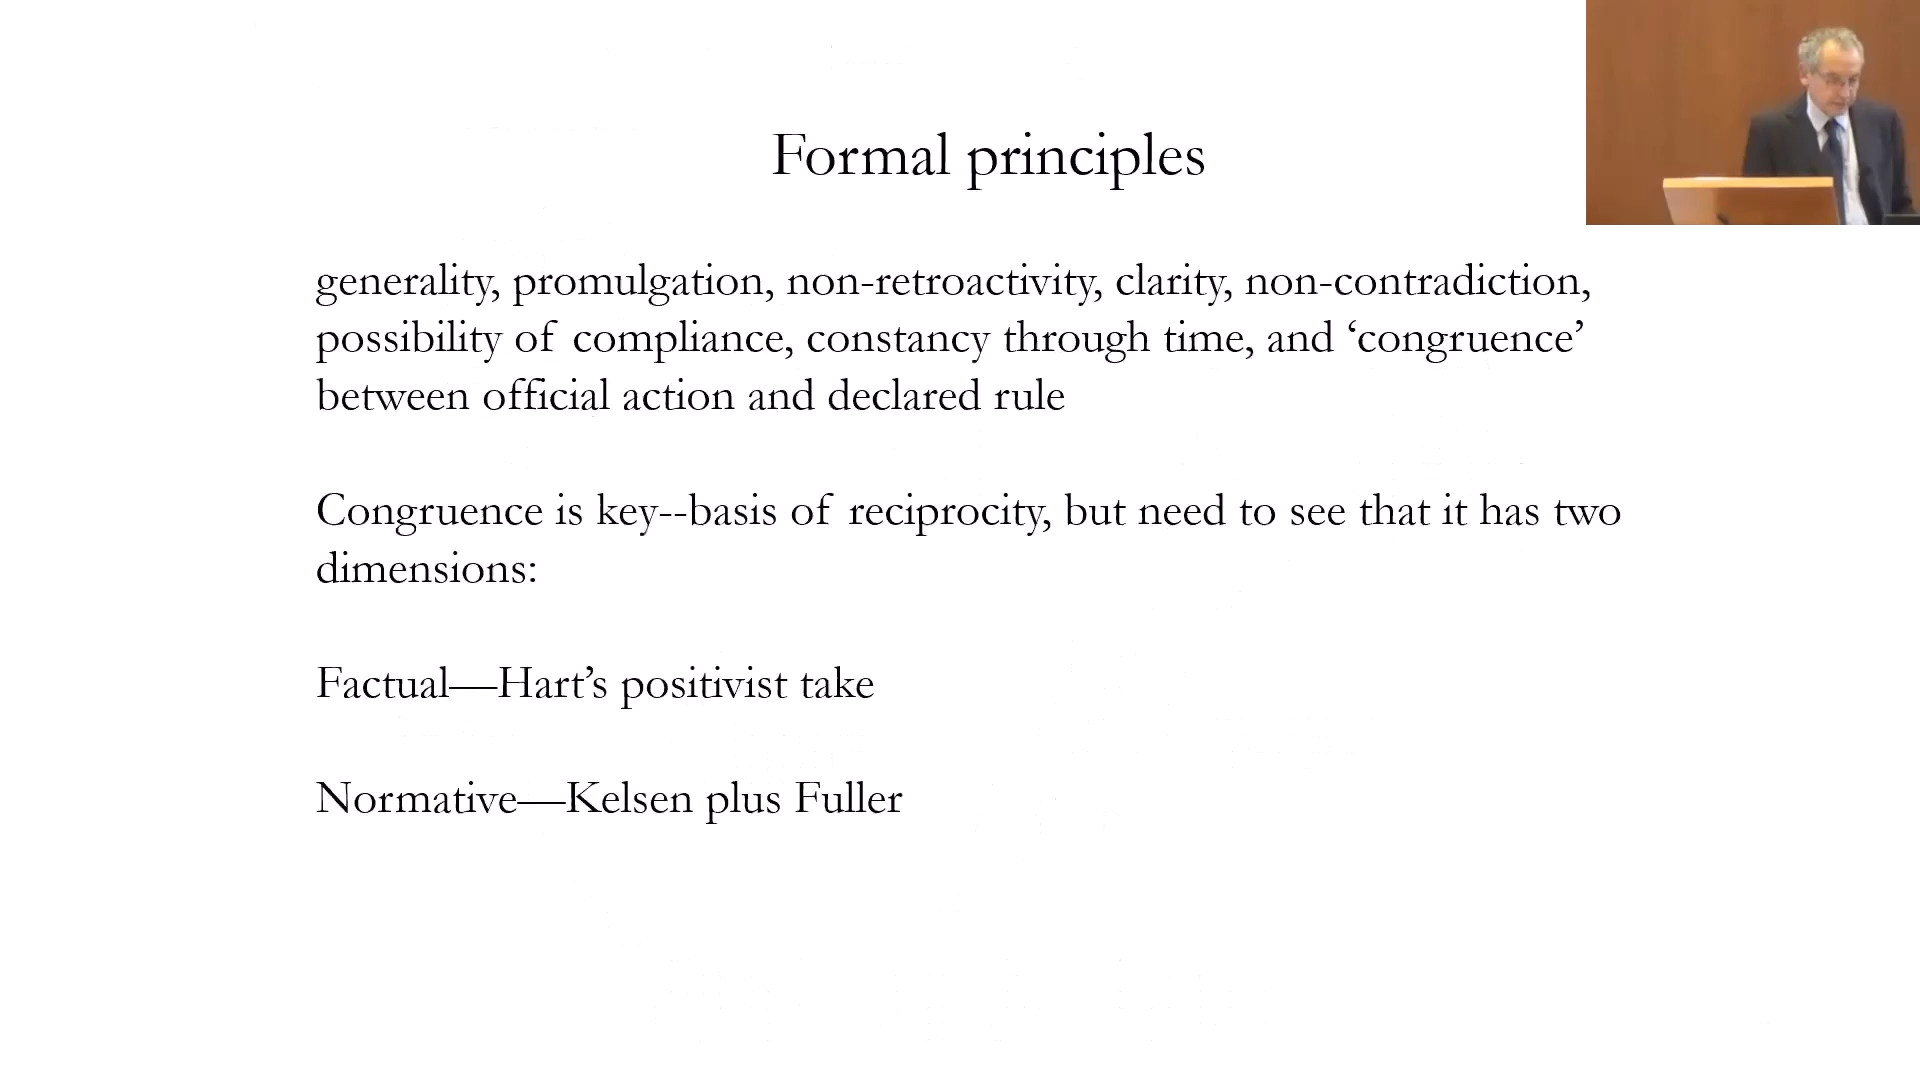 Formal principles
generality, promulgation, non-retroactivity, clarity, non-contradiction,
possibility of compliance, constancy through time, and ‘congruence’
between official action and declared rule
Congruence is key--basis of reciprocity, but need to see that it has two
dimensions:
Factual—Hart’s positivist take
Normative—Kelsen plus Fuller